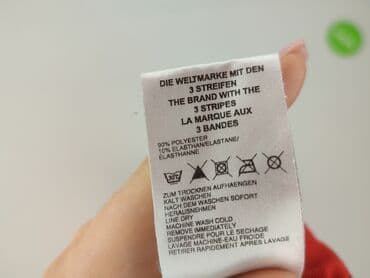 DIE WELTMARKE MIT DEN
3 STREIFEN
THE BRAND WITH THE
3 STRIPES
LA MARQUE AUX
3 BANDES
90% POLYESTER
10% ELASTHAN/ELASTANE/
ELASTHANNE
30°C
ZUM TROCKNEN AUFHAENGEN
KALT WASCHEN
NACH DEM WASCHEN SOFORT
HERAUSNEHMEN
LINE DRY
MACHINE WASH COLD
REMOVE IMMEDIATELY
SUSPENDRE POUR LE SECHAGE
LAVAGE MACHINE-EAU FROIDE
RETIRER RAPIDEMENT APRÈS LAVAGE